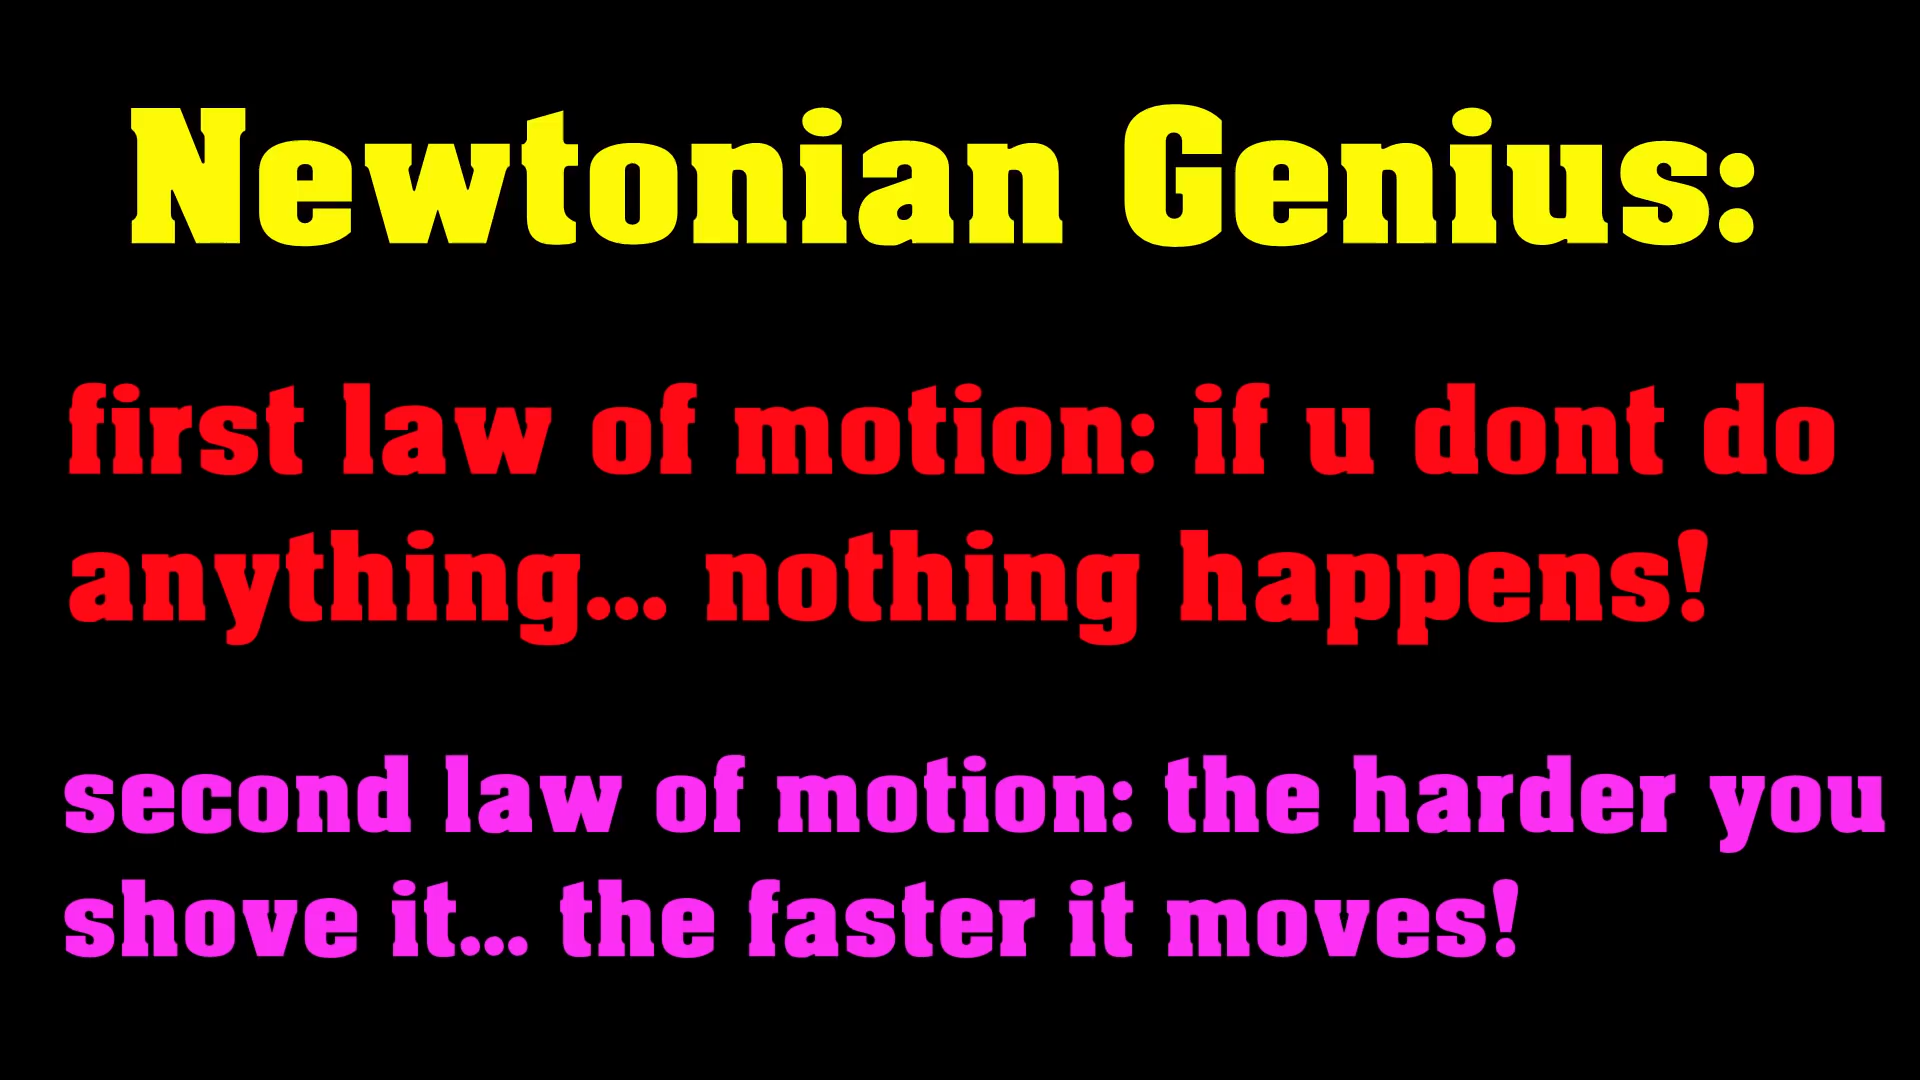 Newtonian Genius:
first law of motion: if u dont do
anything... nothing happens!
second law of motion: the harder you
shove it... the faster it moves!